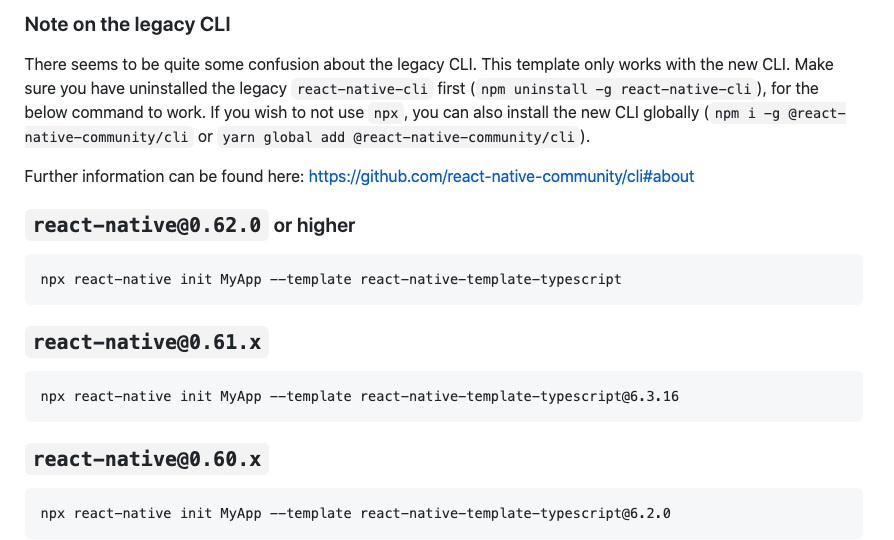 Note on the legacy CLI
There seems to be quite some confusion about the legacy CLI. This template only works with the new CLI. Make
sure you have uninstalled the legacy react-native-cli first ( npm uninstall -g react-native-cli ), for the
below command to work. If you wish to not use npx , you can also install the new CLI globally ( npm i -g @react-
native-community/cli or yarn global add @react-native-community/cli ).
Further information can be found here: https://github.com/react-native-community/cli#about
react-native@0.62.0 or higher
npx react-native init MyApp --template react-native-template-typescript
react-native@0.61.x
npx react-native init MyApp --template react-native-template-typescript@6.3.16
react-native@0.60.x
npx react-native init MyApp --template react-native-template-typescript@6.2.0